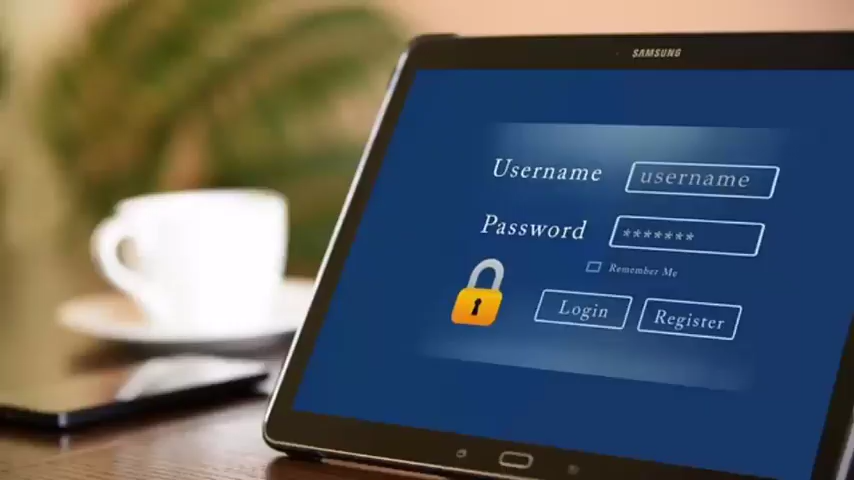 SAMSUNG
Username username
Password *******
Remember Me
Login Register